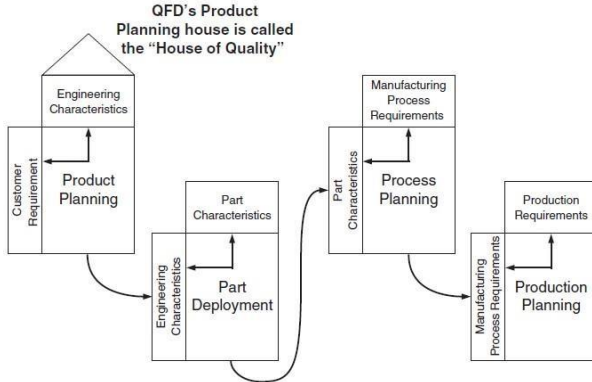 QFD's Product
Planning house is called
the “House of Quality”
Engineering
Characteristics
Customer
Requirement
Product
Planning
Part
Characteristics
Engineering
Characteristics
Part
Deployment
Manufacturing
Process
Requirements
Part
Characteristics
Process
Planning
Production
Requirements
Manufacturing
Process Requirements
Production
Planning